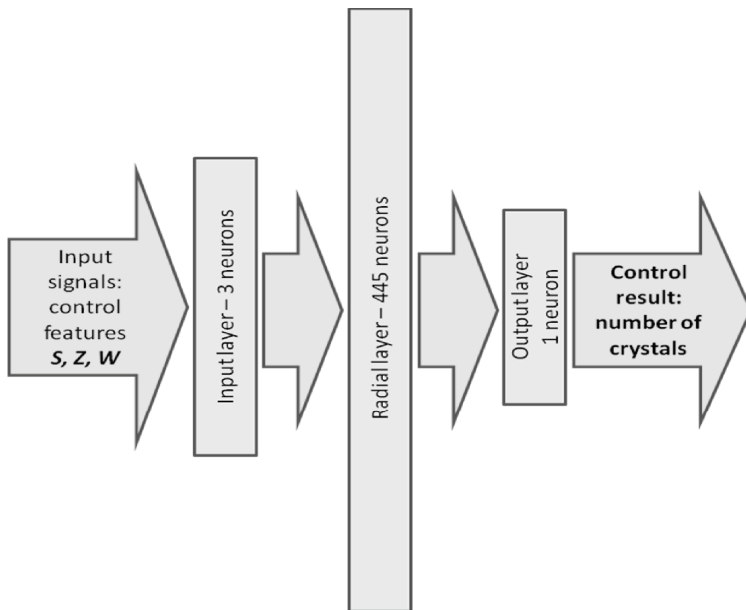 Input
signals:
control
features
S, Z, W
Input layer – 3 neurons
Radial layer – 445 neurons
Output layer
1 neuron
Control
result:
number of
crystals